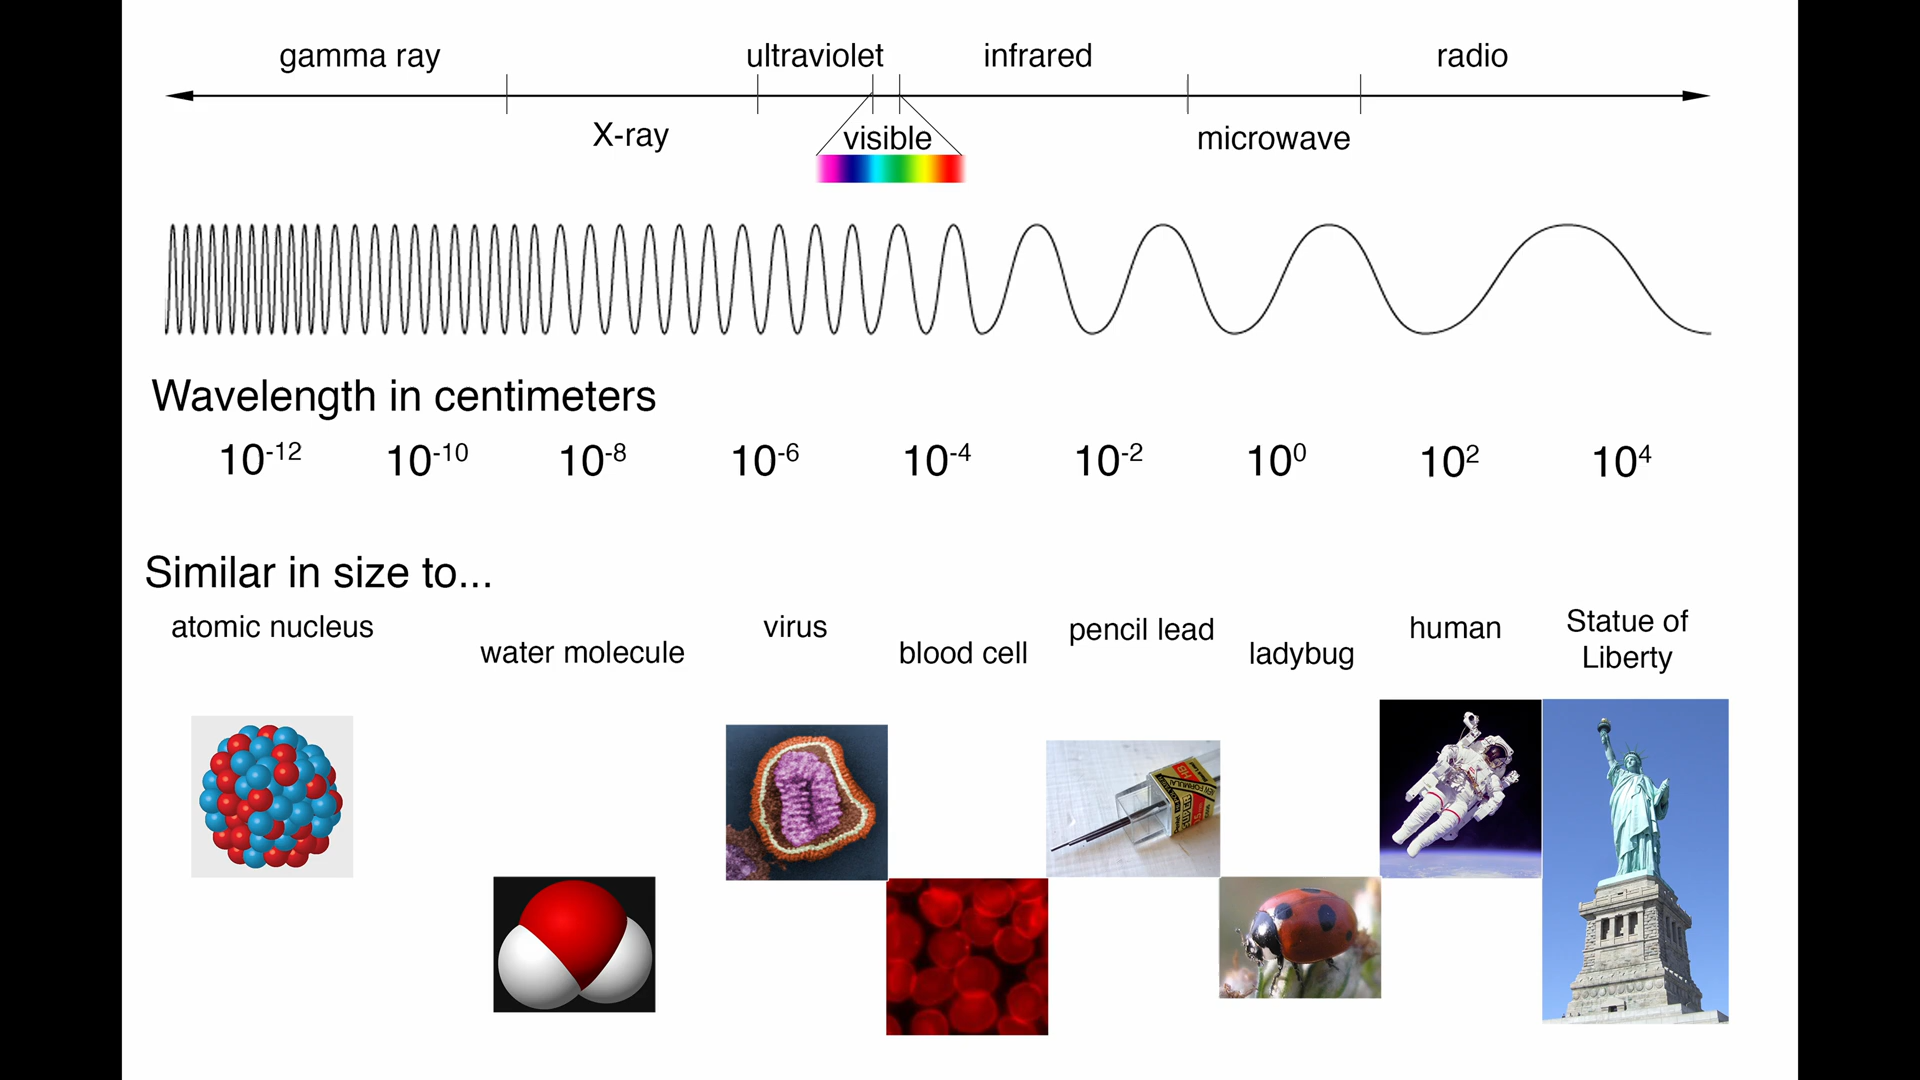 gamma ray ultraviolet infrared radio
X-ray visible microwave
Wavelength in centimeters
10⁻¹² 10⁻¹⁰ 10⁻⁸ 10⁻⁶ 10⁻⁴ 10⁻² 10⁰ 10² 10⁴
Similar in size to...
atomic nucleus
water molecule
virus
blood cell
pencil lead
ladybug
human
Statue of
Liberty